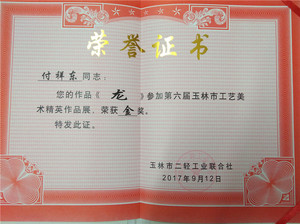 荣誉证书
付祥东同志：
您的作品《龙》参加第六届玉林市工艺美
术精英作品展、荣获金奖。
特发此证。
玉林市二轻工业联合社
2017年9月12日